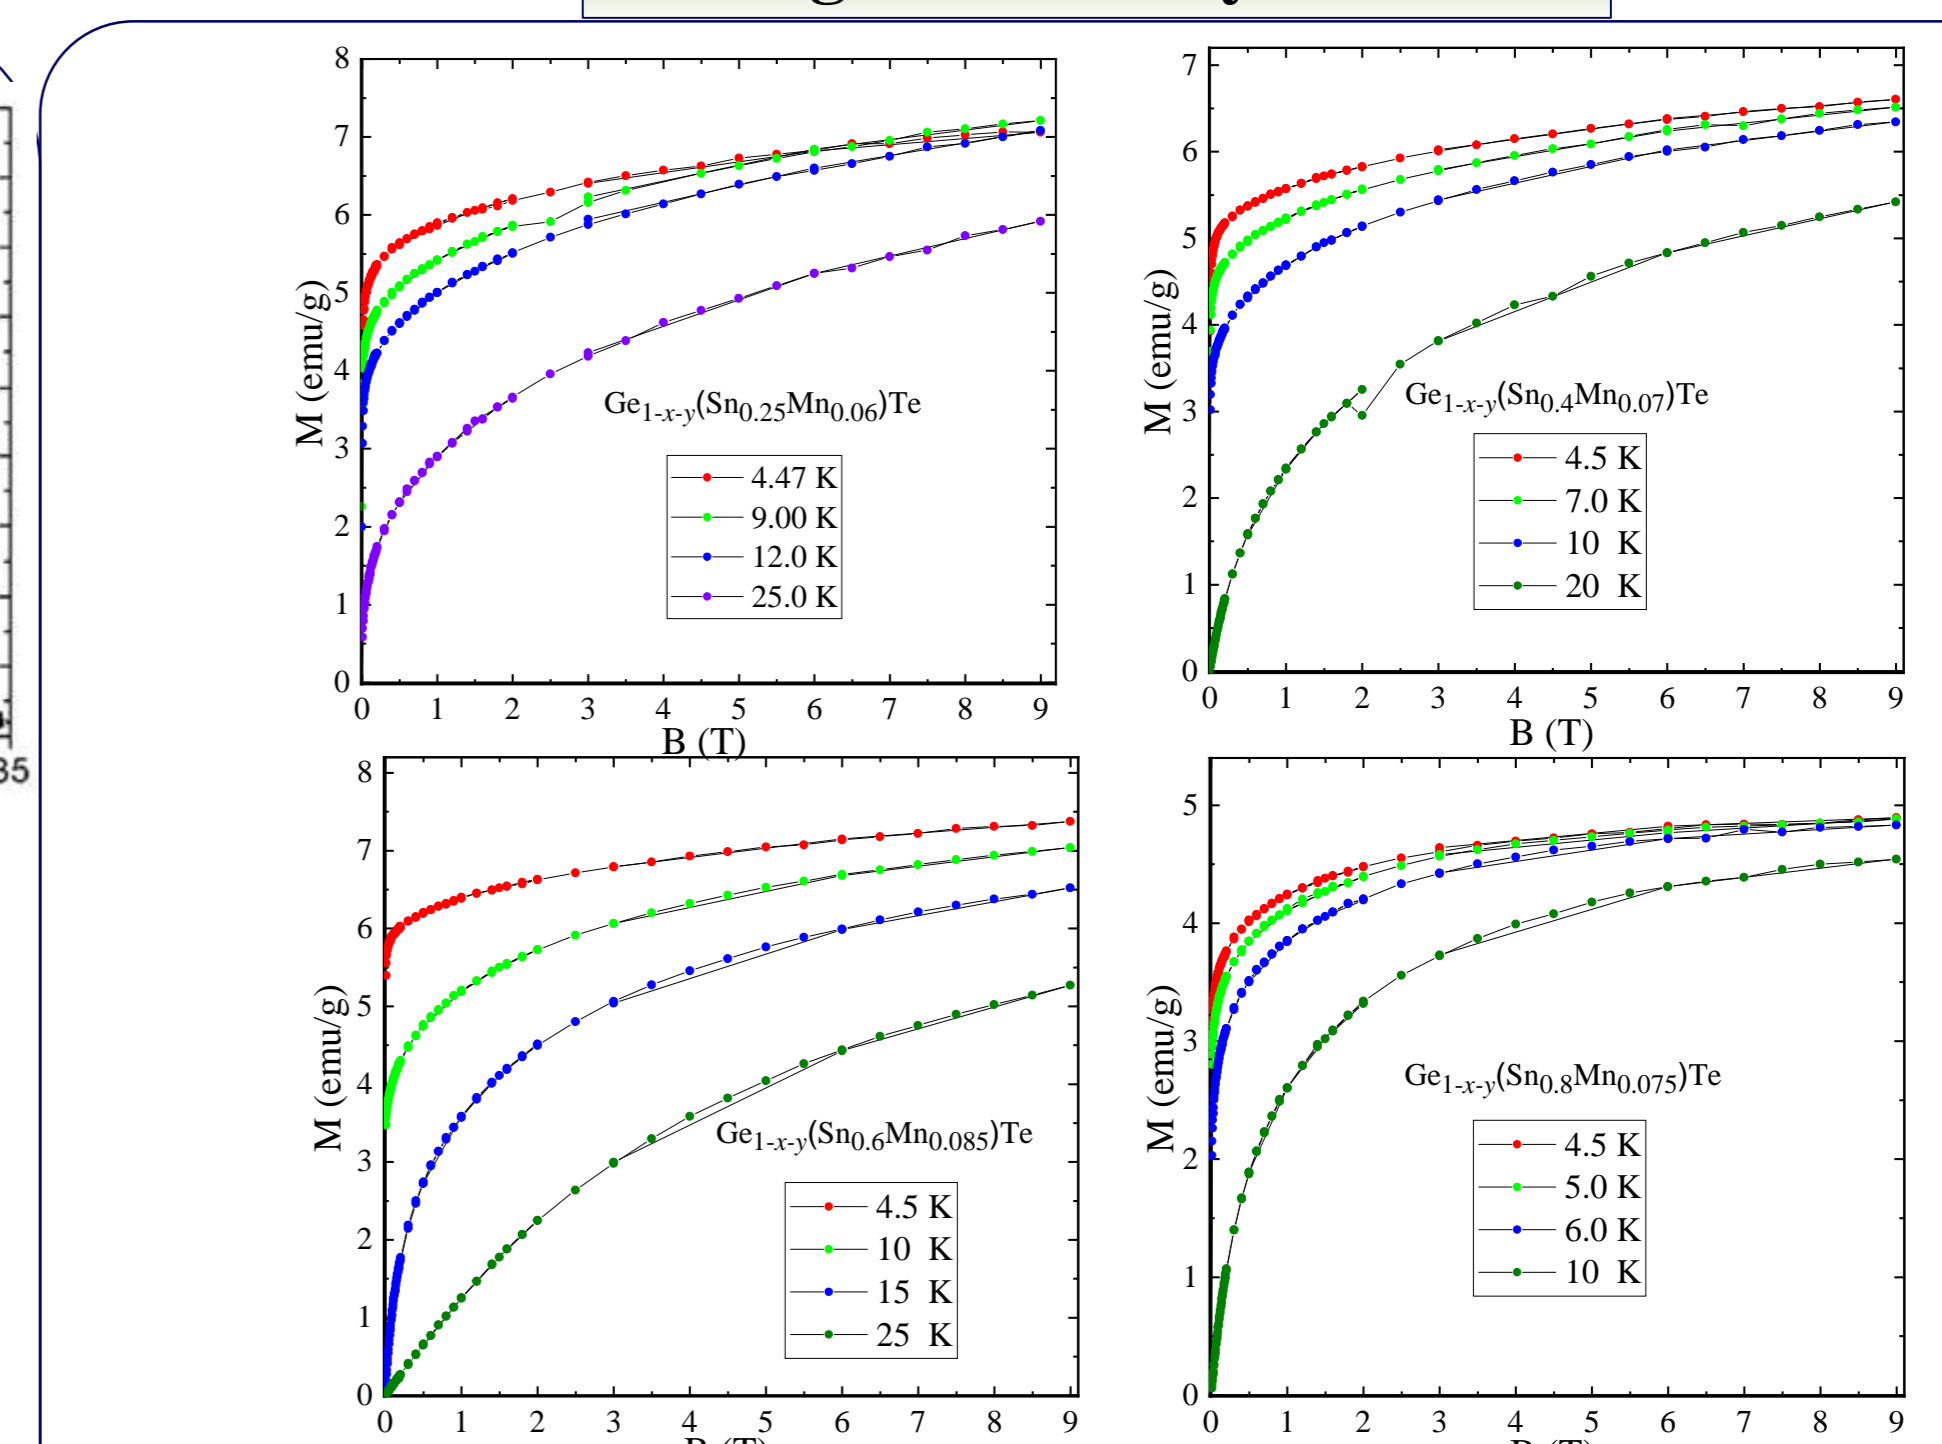 8
7
6
5
4
3
2
1
0
M (emu/g)
Ge1-x-y(Sn0.25Mn0.06)Te
4.47 K
9.00 K
12.0 K
25.0 K
0 1 2 3 4 5 6 7 8 9
B (T)
7
6
5
4
3
2
1
0
M (emu/g)
Ge1-x-y(Sn0.4Mn0.07)Te
4.5 K
7.0 K
10 K
20 K
0 1 2 3 4 5 6 7 8 9
B (T)
35
8
7
6
5
4
3
2
1
0
M (emu/g)
Ge1-x-y(Sn0.6Mn0.085)Te
4.5 K
10 K
15 K
25 K
0 1 2 3 4 5 6 7 8 9
B (T)
5
4
3
2
1
0
M (emu/g)
Ge1-x-y(Sn0.8Mn0.075)Te
4.5 K
5.0 K
6.0 K
10 K
0 1 2 3 4 5 6 7 8 9
B (T)